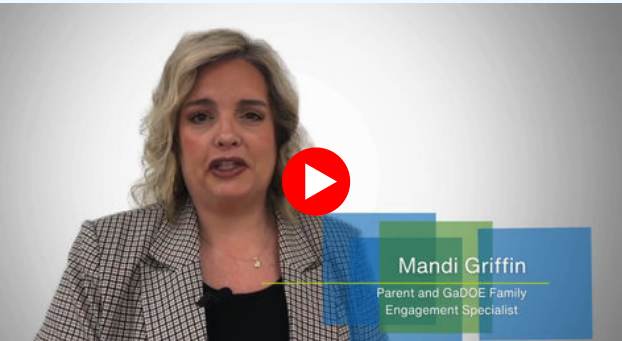 Mandi Griffin
Parent and GaDOE Family
Engagement Specialist